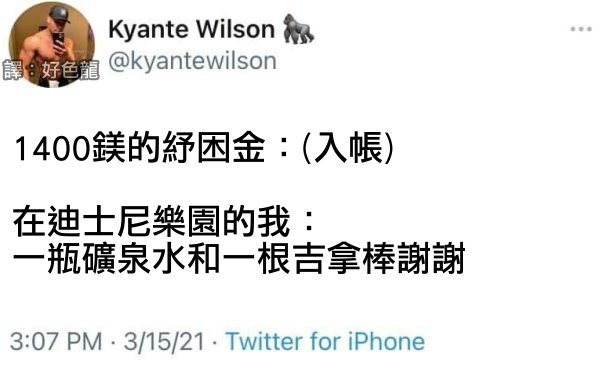 Kyante Wilson 🦍
@kyantewilson
譯：好色龍
1400鎂的紓困金：(入帳)
在迪士尼樂園的我：
一瓶礦泉水和一根吉拿棒謝謝
3:07 PM · 3/15/21 · Twitter for iPhone